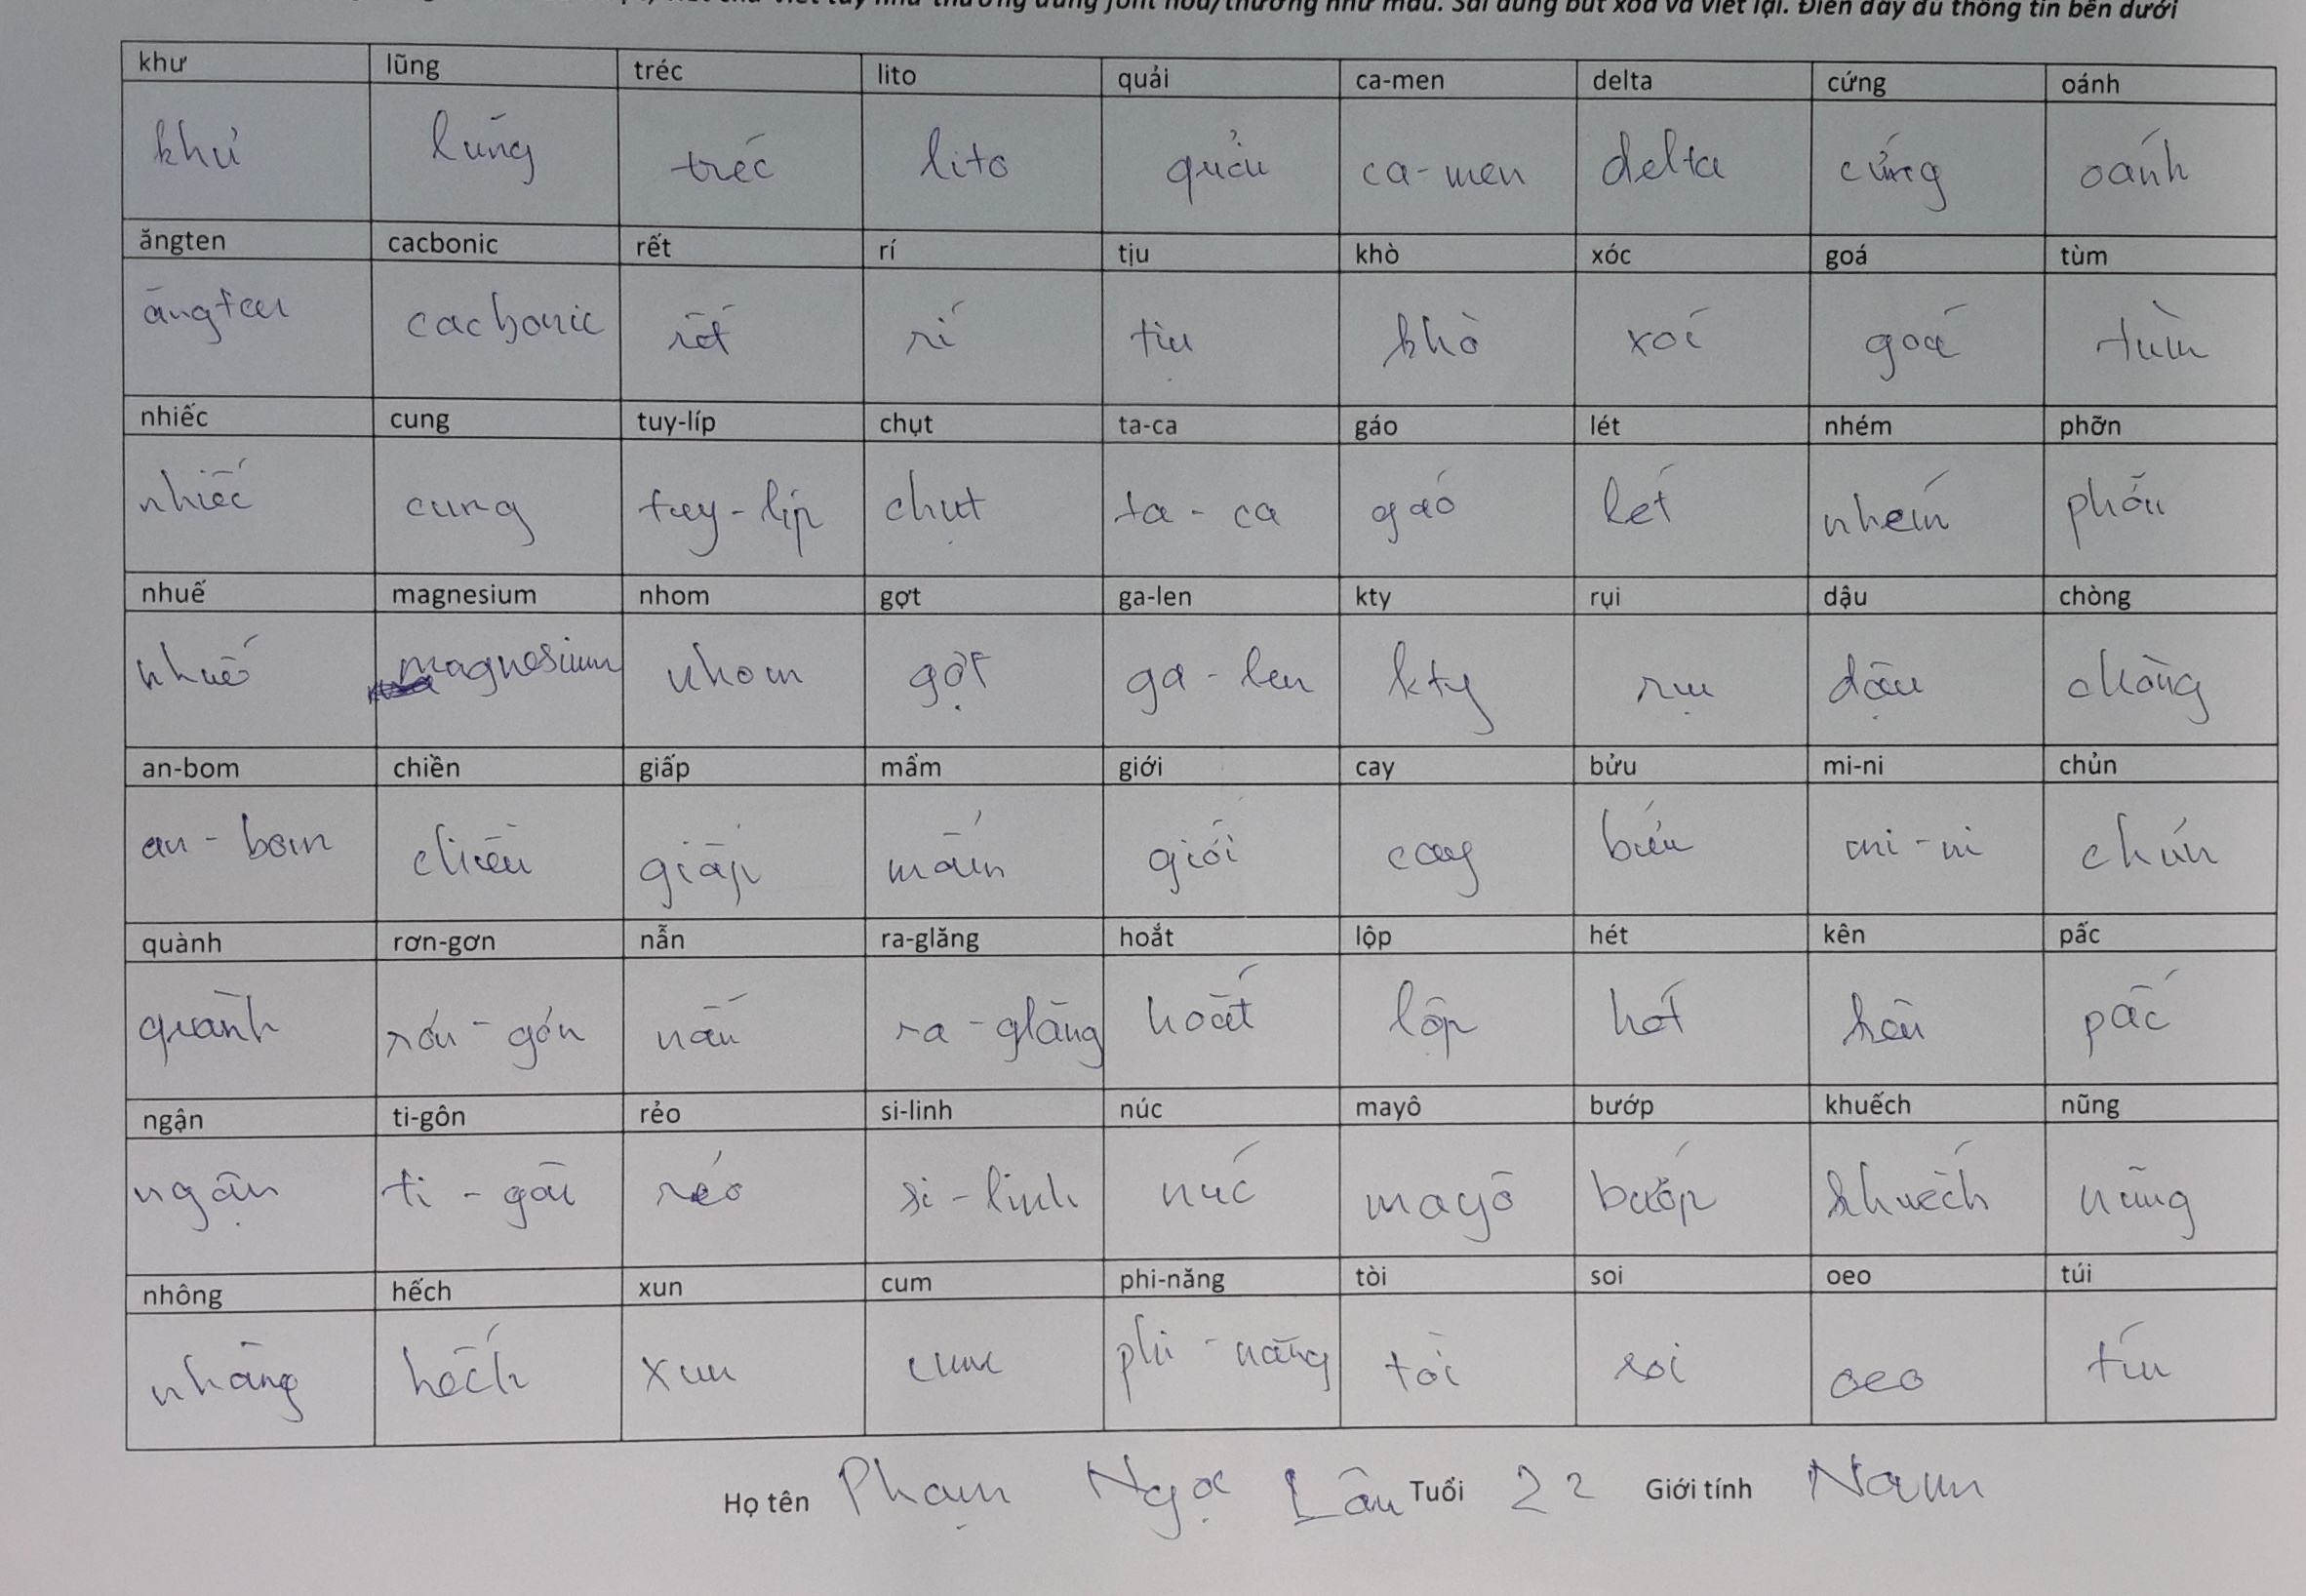 viết chữ viết tay như thường dùng font hoa/thường như mẫu. Sai dùng bút xoá và viết lại. Điền đầy đủ thông tin bên dưới
khư lũng tréc lito quải ca-men delta cứng oánh
khư lũng tréc lito quải ca-men delta cứng oánh
ăngten cacbonic rết rí tịu khò xóc goá tùm
ăngten cacbonic rết rí tịu khò xóc goá tùm
nhiếc cung tuy-líp chụt ta-ca gáo lét nhém phỡn
nhiếc cung tuy-líp chụt ta-ca gáo lét nhém phỡn
nhuế magnesium nhom gợt ga-len kty rụi dậu chòng
nhuế magnesium nhom gợt ga-len kty rụi dậu chòng
an-bom chiền giấp mẩm giới cay bửu mi-ni chủn
an-bom chiền giấp mẩm giới cay bửu mi-ni chủn
quành rơn-gơn nẫn ra-glăng hoắt lộp hét kên pấc
quành rơn-gơn nẫn ra-glăng hoắt lộp hét kên pấc
ngận ti-gôn rẻo si-linh núc mayô bướp khuếch nũng
ngận ti-gôn rẻo si-linh núc mayô bướp khuếch nũng
nhông hếch xun cum phi-năng tòi soi oeo túi
nhông hếch xun cum phi-năng tòi soi oeo túi
Họ tên Phạm Ngọc Lân Tuổi 22 Giới tính Nam